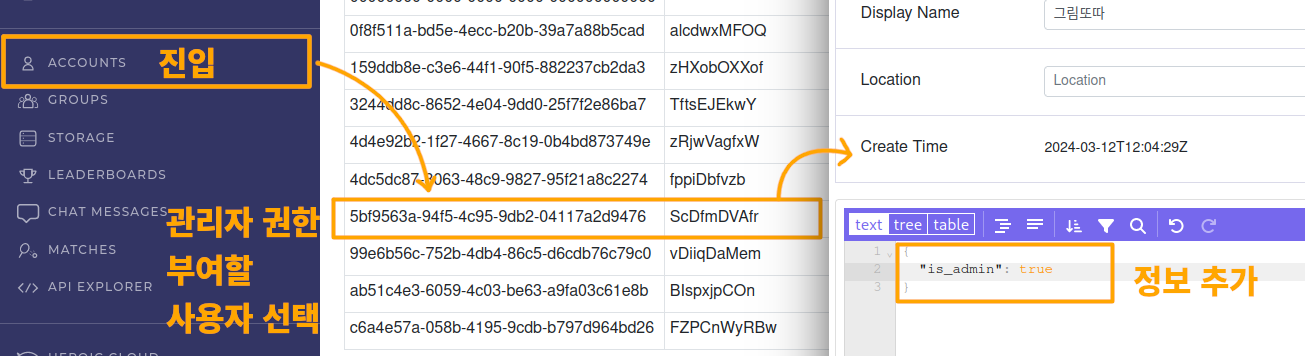 ACCOUNTS
진입
GROUPS
STORAGE
LEADERBOARDS
CHAT MESSAGES
MATCHES
API EXPLORER
HEROIC CLOUD
관리자 권한
부여할
사용자 선택
0f8f511a-bd5e-4ecc-b20b-39a7a88b5cad alcdwxMFOQ
159ddb8e-c3e6-44f1-90f5-882237cb2da3 zHXobOXXof
3244dd8c-8652-4e04-9dd0-25f7f2e86ba7 TftsEJEkwY
4d4e92b2-1f27-4667-8c19-0b4bd873749e zRjwVagfxW
4dc5dc87-3063-48c9-9827-95f21a8c2274 fppiDbfvzb
5bf9563a-94f5-4c95-9db2-04117a2d9476 ScDfmDVAfr
99e6b56c-752b-4db4-86c5-d6cdb76c79c0 vDiiqDaMem
ab51c4e3-6059-4c03-be63-a9fa03c61e8b BIspxjpCOn
c6a4e57a-058b-4195-9cdb-b797d964bd26 FZPCnWyRBw
Display Name 그림또따
Location Location
Create Time 2024-03-12T12:04:29Z
text tree table
1 {
2 "is_admin": true
3 }
정보 추가